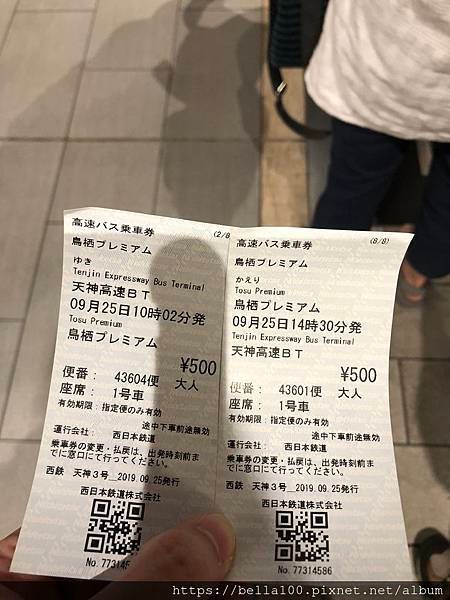 高速バス乗車券 (2/8
鳥栖プレミアム
ゆき
Tenjin Expressway Bus Terminal
天神高速ＢＴ
09月25日10時02分発
Tosu Premium
鳥栖プレミアム
¥500
便番： 43604便 大人
座席： 1号車
有効期限：指定便のみ有効
途中下車前途無効
運行会社： 西日本鉄道
乗車券の変更・払戻は、出発時刻前ま
でに窓口にて行ってください。
西鉄 天神３号__2019.09.25発行
西日本鉄道株式会社
No. 773145
高速バス乗車券 (8/8)
鳥栖プレミアム
かえり
Tosu Premium
鳥栖プレミアム
09月25日14時30分発
Tenjin Expressway Bus Terminal
天神高速ＢＴ
¥500
便番： 43601便 大人
座席： 1号車
有効期限：指定便のみ有効
途中下車前途無効
運行会社： 西日本鉄道
乗車券の変更・払戻は、出発時刻前ま
でに窓口にて行ってください。
西鉄 天神３号__2019.09.25発行
西日本鉄道株式会社
No. 77314586
https://bella100.pixnet.net/album